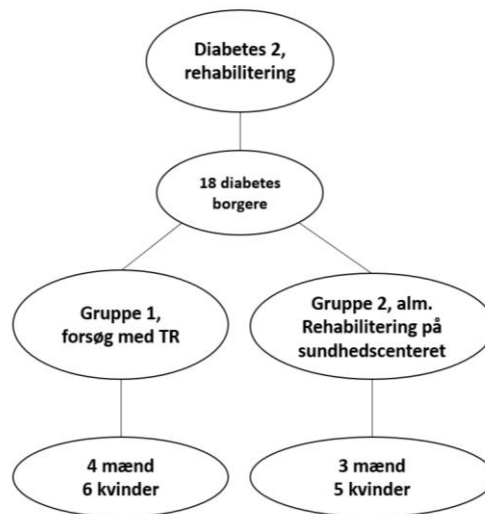 Diabetes 2,
rehabilitering
18 diabetes
borgere
Gruppe 1,
forsøg med TR
Gruppe 2, alm.
Rehabilitering på
sundhedscenteret
4 mænd
6 kvinder
3 mænd
5 kvinder